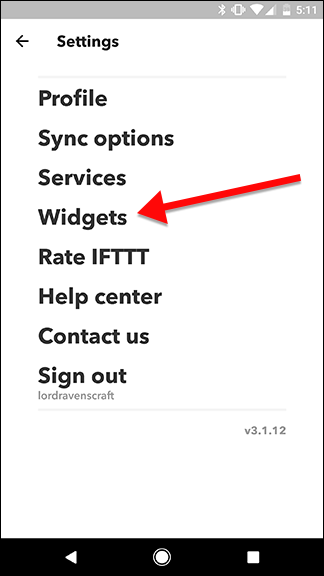 5:11
Settings
Profile
Sync options
Services
Widgets
Rate IFTTT
Help center
Contact us
Sign out
lordravenscraft
v3.1.12